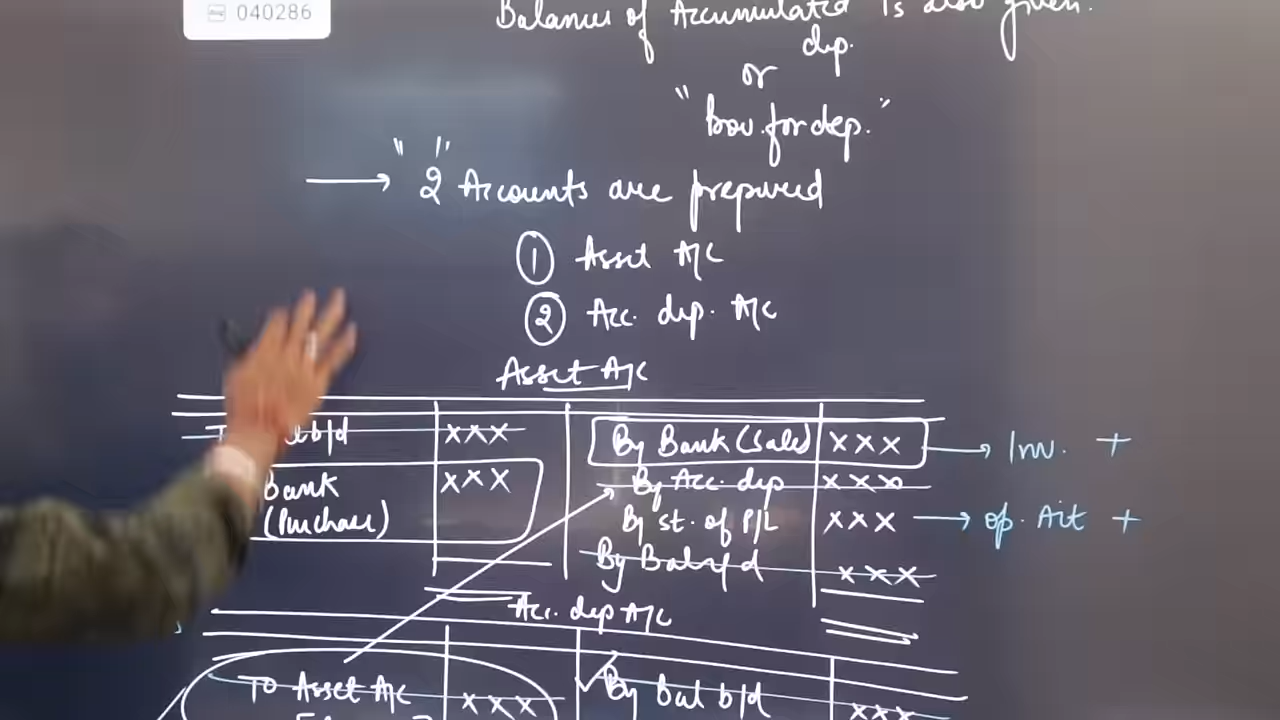 040286
Balance of Accumulated is also given.
dep.
or
"Prov. for dep."
→ "2" Accounts are prepared
① Asset A/C
② Acc. dep. A/C
Asset A/C
bal b/d XXX
By Bank (Sale) XXX → Inv. +
Bank XXX
(Purchase)
By Acc. dep XXX
By st. of P/L XXX → op. Act +
By Bal c/d XXX
Acc. dep A/C
To Asset A/C XXX
By Bal b/d XXX